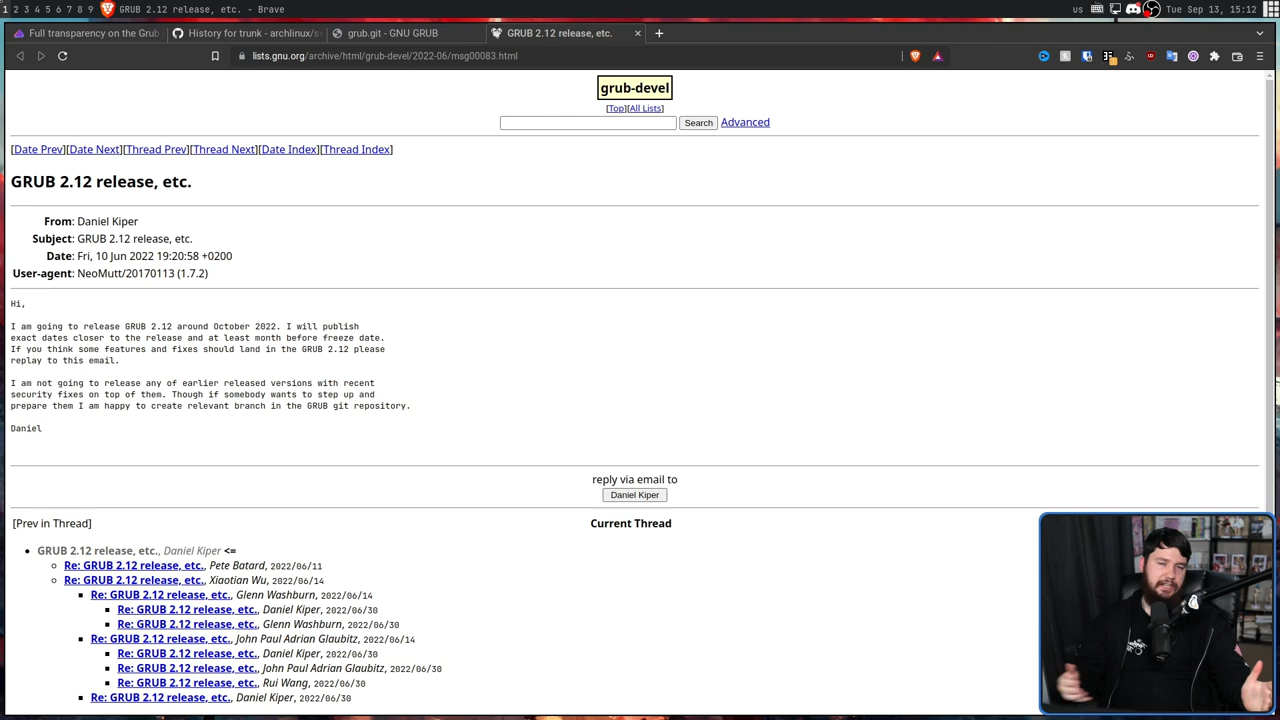 1 2 3 4 5 6 7 8 9 GRUB 2.12 release, etc. - Brave us Tue Sep 13, 15:12
Full transparency on the Grub
History for trunk - archlinux/sv
grub.git - GNU GRUB
GRUB 2.12 release, etc.
lists.gnu.org/archive/html/grub-devel/2022-06/msg00083.html
grub-devel
[Top][All Lists]
Search Advanced
[Date Prev][Date Next][Thread Prev][Thread Next][Date Index][Thread Index]
GRUB 2.12 release, etc.
From: Daniel Kiper
Subject: GRUB 2.12 release, etc.
Date: Fri, 10 Jun 2022 19:20:58 +0200
User-agent: NeoMutt/20170113 (1.7.2)
Hi,
I am going to release GRUB 2.12 around October 2022. I will publish
exact dates closer to the release and at least month before freeze date.
If you think some features and fixes should land in the GRUB 2.12 please
replay to this email.
I am not going to release any of earlier released versions with recent
security fixes on top of them. Though if somebody wants to step up and
prepare them I am happy to create relevant branch in the GRUB git repository.
Daniel
reply via email to
Daniel Kiper
[Prev in Thread] Current Thread
GRUB 2.12 release, etc., Daniel Kiper <=
Re: GRUB 2.12 release, etc., Pete Batard, 2022/06/11
Re: GRUB 2.12 release, etc., Xiaotian Wu, 2022/06/14
Re: GRUB 2.12 release, etc., Glenn Washburn, 2022/06/14
Re: GRUB 2.12 release, etc., Daniel Kiper, 2022/06/30
Re: GRUB 2.12 release, etc., Glenn Washburn, 2022/06/30
Re: GRUB 2.12 release, etc., John Paul Adrian Glaubitz, 2022/06/14
Re: GRUB 2.12 release, etc., Daniel Kiper, 2022/06/30
Re: GRUB 2.12 release, etc., John Paul Adrian Glaubitz, 2022/06/30
Re: GRUB 2.12 release, etc., Rui Wang, 2022/06/30
Re: GRUB 2.12 release, etc., Daniel Kiper, 2022/06/30